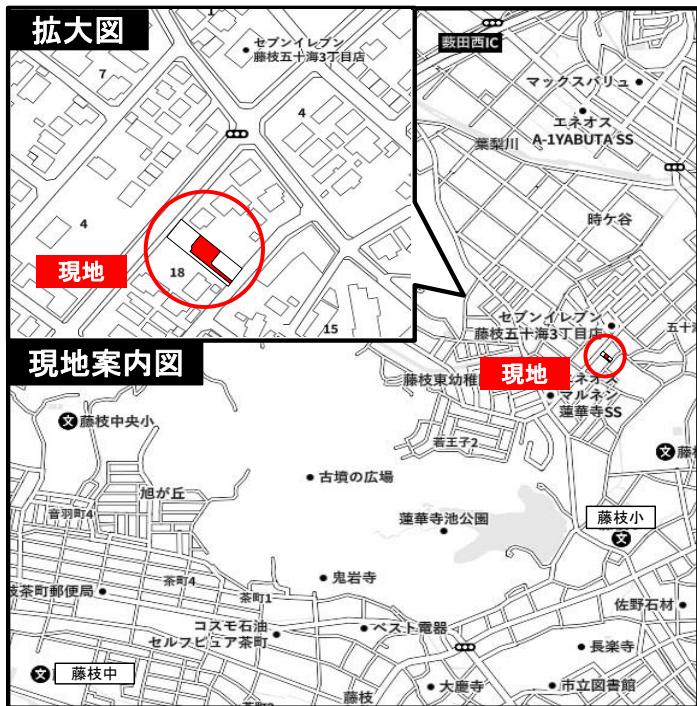 拡大図
セブンイレブン
藤枝五十海3丁目店
7
4
4
18
現地
15
薮田西IC
マックスバリュ
エネオス
A-1YABUTA SS
葉梨川
時ケ谷
セブンイレブン
藤枝五十海3丁目店
五十
現地
藤枝東幼稚
エネオス
マルネン
蓮華寺SS
現地案内図
藤枝中央小
若王子2
藤
古墳の広場
旭が丘
音羽町4
蓮華寺池公園
藤枝小
鬼岩寺
茶町4
枝茶町郵便局
茶町1
佐野石材
コスモ石油
セルフピュア茶町
ベスト電器
長楽寺
藤枝中
大慶寺
市立図書館
藤枝